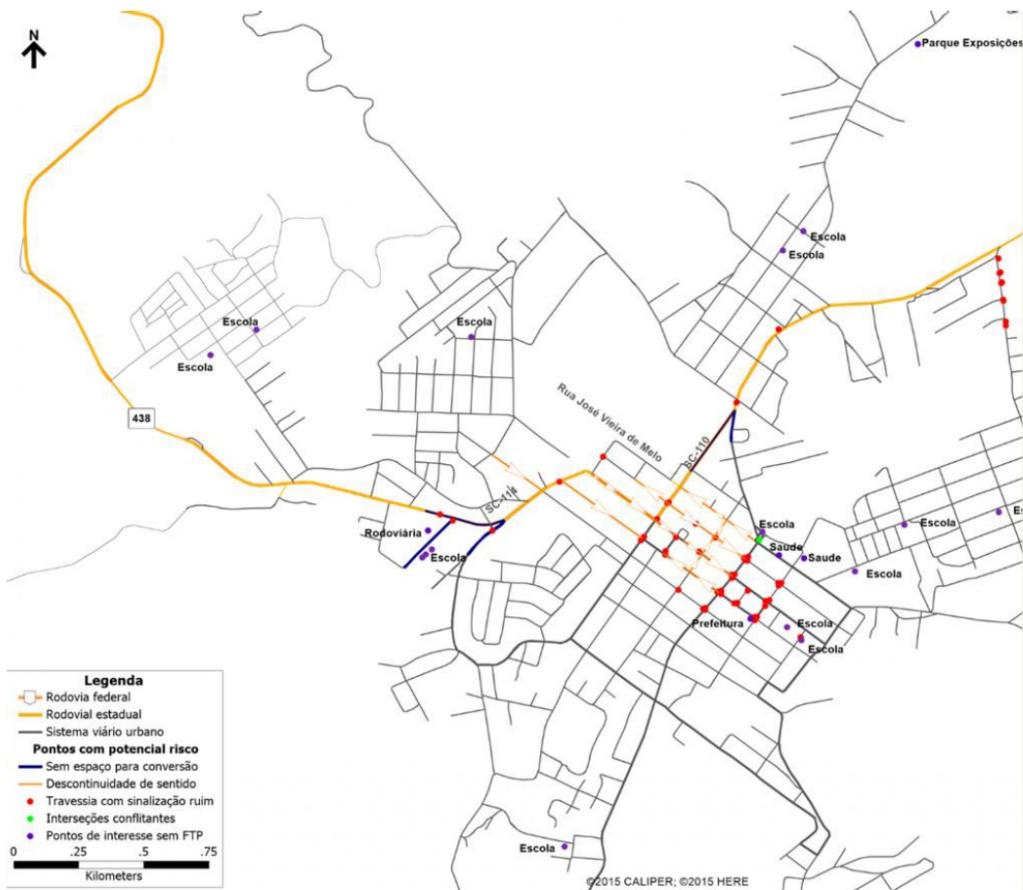 N
Parque Exposições
Escola
Escola
Escola
Escola
Escola
438
Rua José Vieira de Melo
SC-110
SC-114
Rodoviária
Escola
Escola
Saude
Saude
Escola
Escola
Prefeitura
Escola
Escola
Escola
Legenda
Rodovia federal
Rodovial estadual
Sistema viário urbano
Pontos com potencial risco
Sem espaço para conversão
Descontinuidade de sentido
Travessia com sinalização ruim
Interseções conflitantes
Pontos de interesse sem FTP
0 .25 .5 .75
Kilometers
©2015 CALIPER; ©2015 HERE